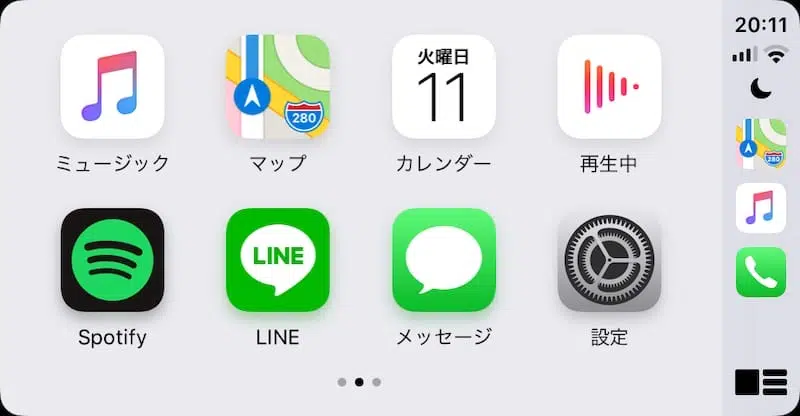 20:11
火曜日
11
280
280
ミュージック
マップ
カレンダー
再生中
LINE
Spotify
LINE
メッセージ
設定